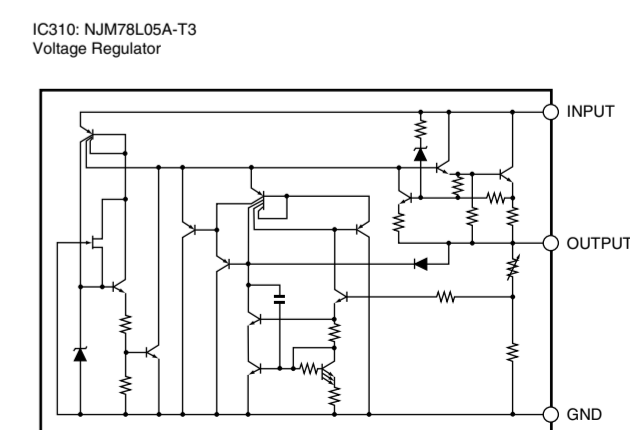 IC310: NJM78L05A-T3
Voltage Regulator
INPUT
OUTPUT
GND